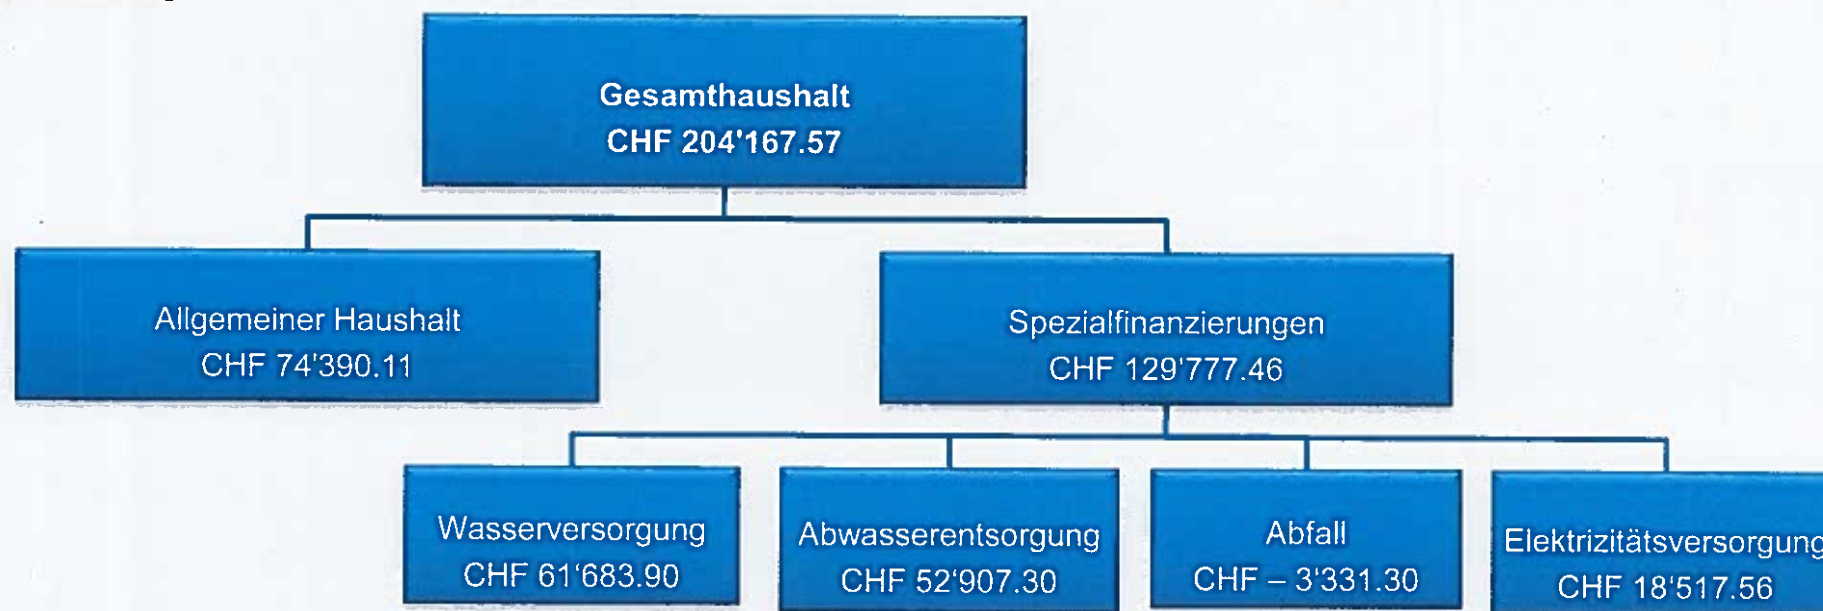 Gesamthaushalt
CHF 204'167.57
Allgemeiner Haushalt
CHF 74'390.11
Spezialfinanzierungen
CHF 129'777.46
Wasserversorgung
CHF 61'683.90
Abwasserentsorgung
CHF 52'907.30
Abfall
CHF – 3'331.30
Elektrizitätsversorgung
CHF 18'517.56